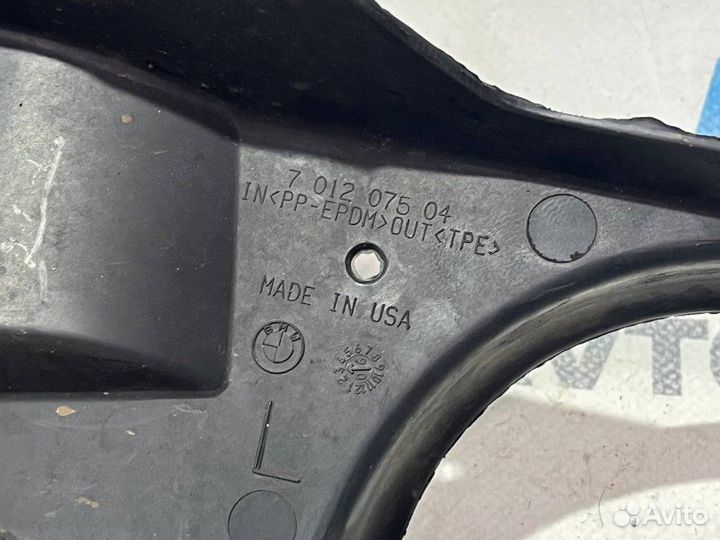 7 012 075 04
IN<PP-EPDM>OUT<TPE>
MADE IN USA
BMW
L
Avito